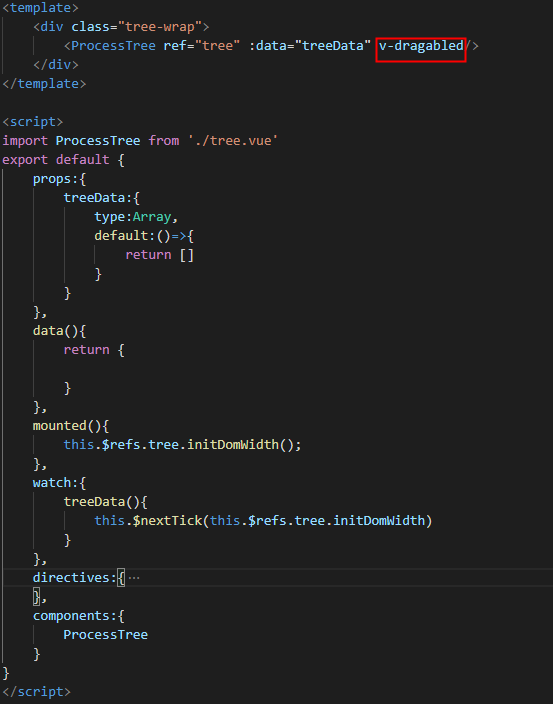 <template>
    <div class="tree-wrap">
        <ProcessTree ref="tree" :data="treeData" v-dragabled/>
    </div>
</template>

<script>
import ProcessTree from './tree.vue'
export default {
    props:{
        treeData:{
            type:Array,
            default:()=>{
                return []
            }
        }
    },
    data(){
        return {

        }
    },
    mounted(){
        this.$refs.tree.initDomWidth();
    },
    watch:{
        treeData(){
            this.$nextTick(this.$refs.tree.initDomWidth)
        }
    },
    directives:{ ⋯
    },
    components:{
        ProcessTree
    }
}
</script>